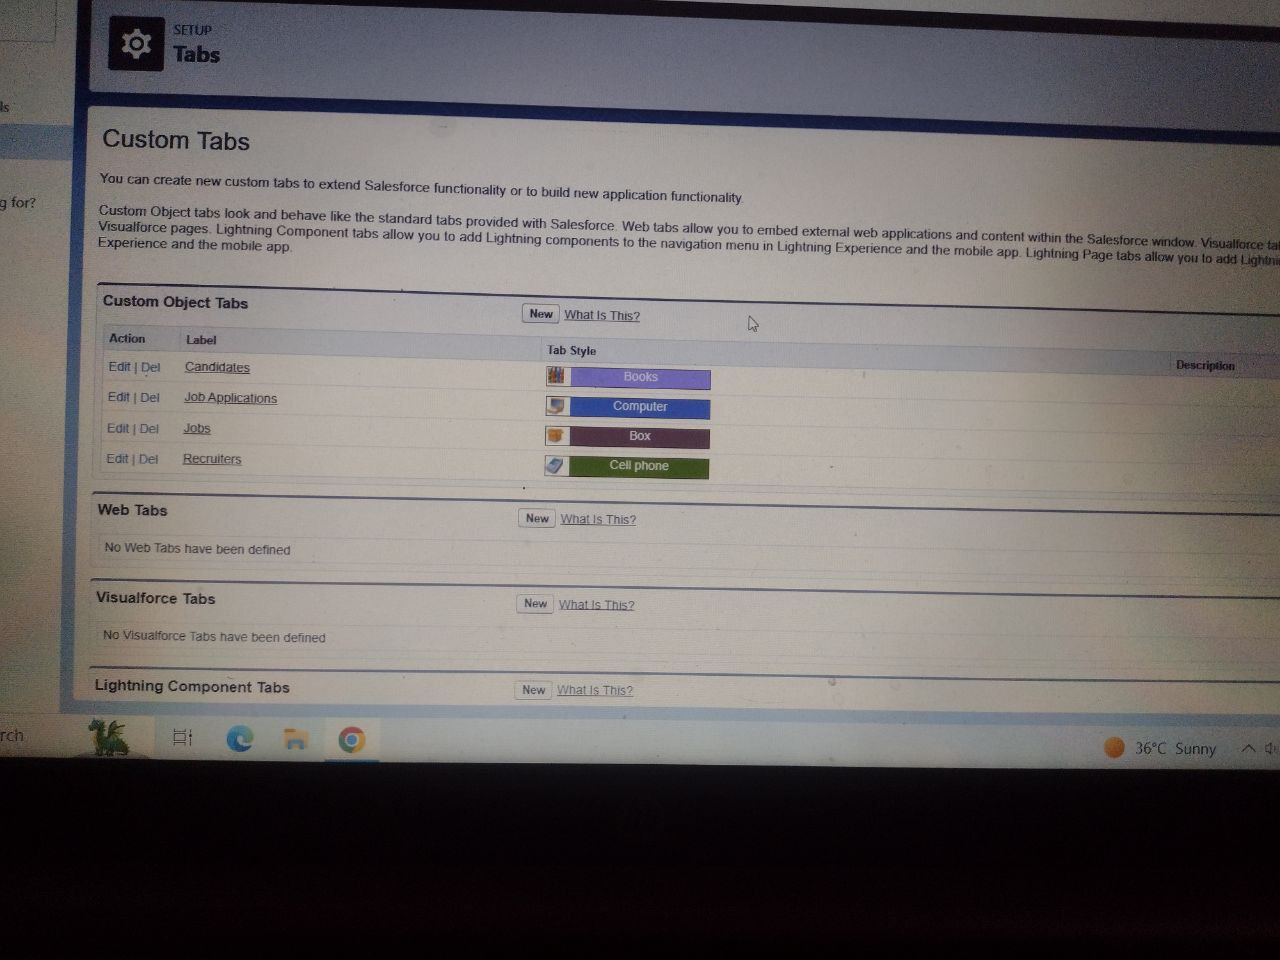 SETUP
Tabs
ls
g for?
Custom Tabs
You can create new custom tabs to extend Salesforce functionality or to build new application functionality.
Custom Object tabs look and behave like the standard tabs provided with Salesforce. Web tabs allow you to embed external web applications and content within the Salesforce window. Visualforce ta
Visualforce pages. Lightning Component tabs allow you to add Lightning components to the navigation menu in Lightning Experience and the mobile app. Lightning Page tabs allow you to add Lightni
Experience and the mobile app.
Custom Object Tabs New What Is This?
Action Label Tab Style Description
Edit | Del Candidates Books
Edit | Del Job Applications Computer
Edit | Del Jobs Box
Edit | Del Recruiters Cell phone
Web Tabs New What Is This?
No Web Tabs have been defined
Visualforce Tabs New What Is This?
No Visualforce Tabs have been defined
Lightning Component Tabs New What Is This?
rch 36°C Sunny